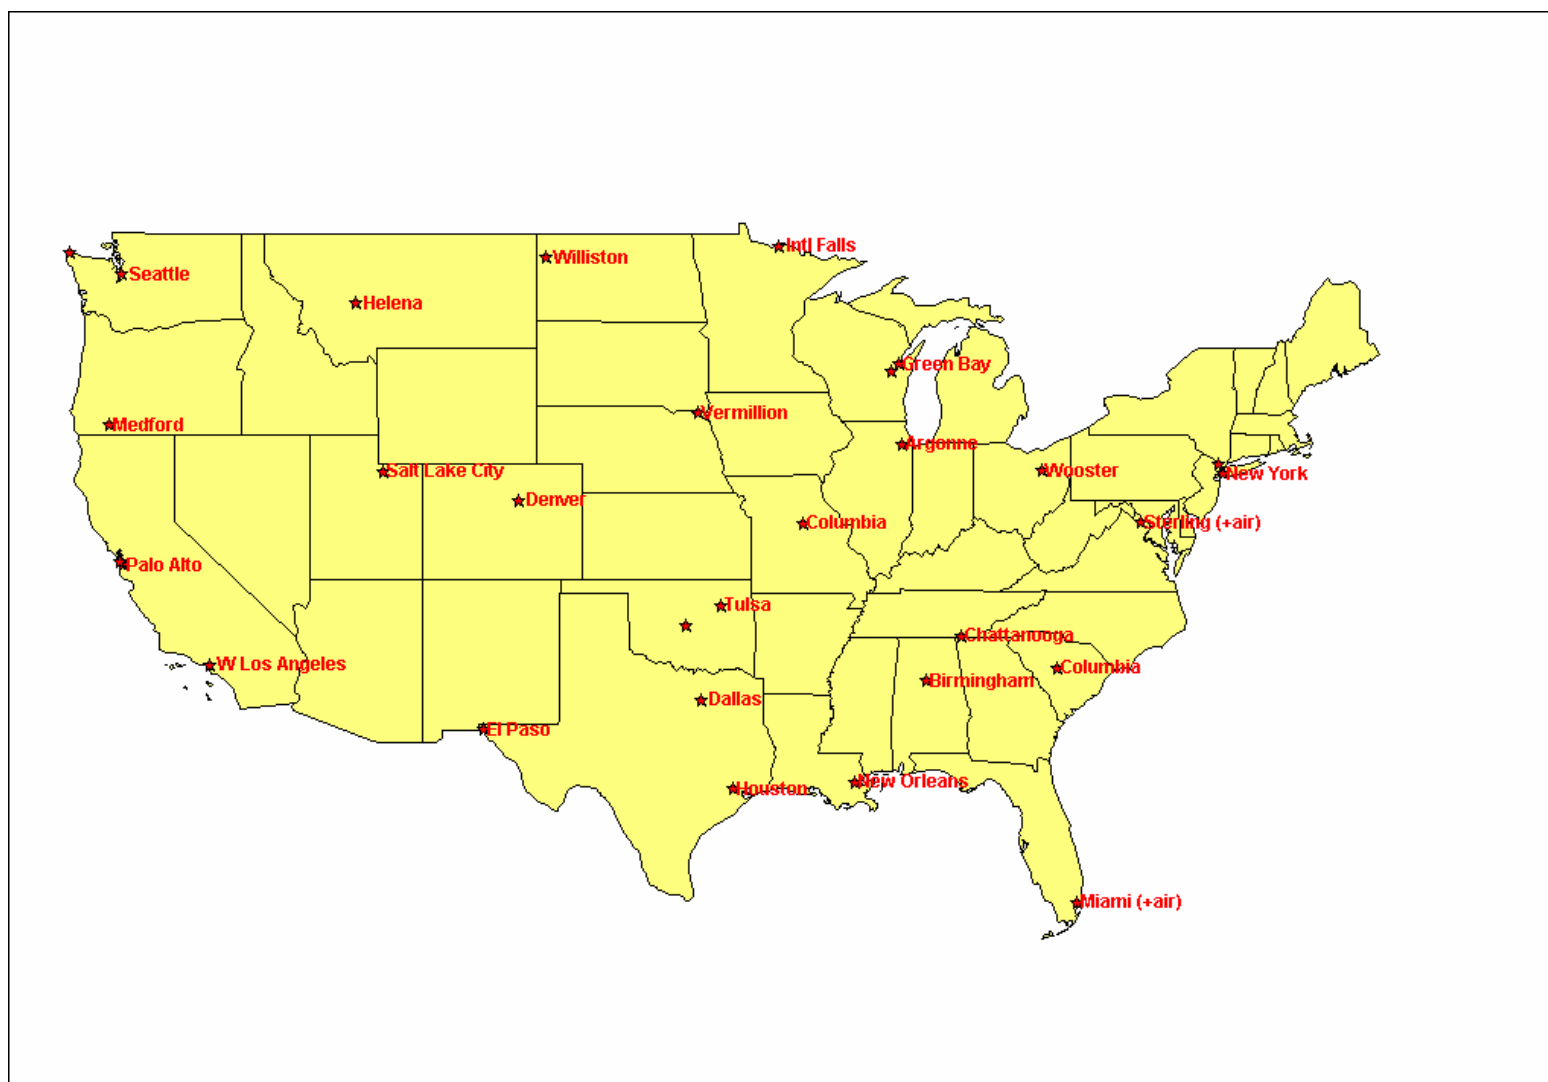 Intl Falls
Williston
Seattle
Helena
Green Bay
Vermillion
Medford
Argonne
Salt Lake City
Wooster
New York
Denver
Columbia
Sterling (+air)
Palo Alto
Tulsa
Chattanooga
W Los Angeles
Columbia
Birmingham
Dallas
El Paso
New Orleans
Houston
Miami (+air)